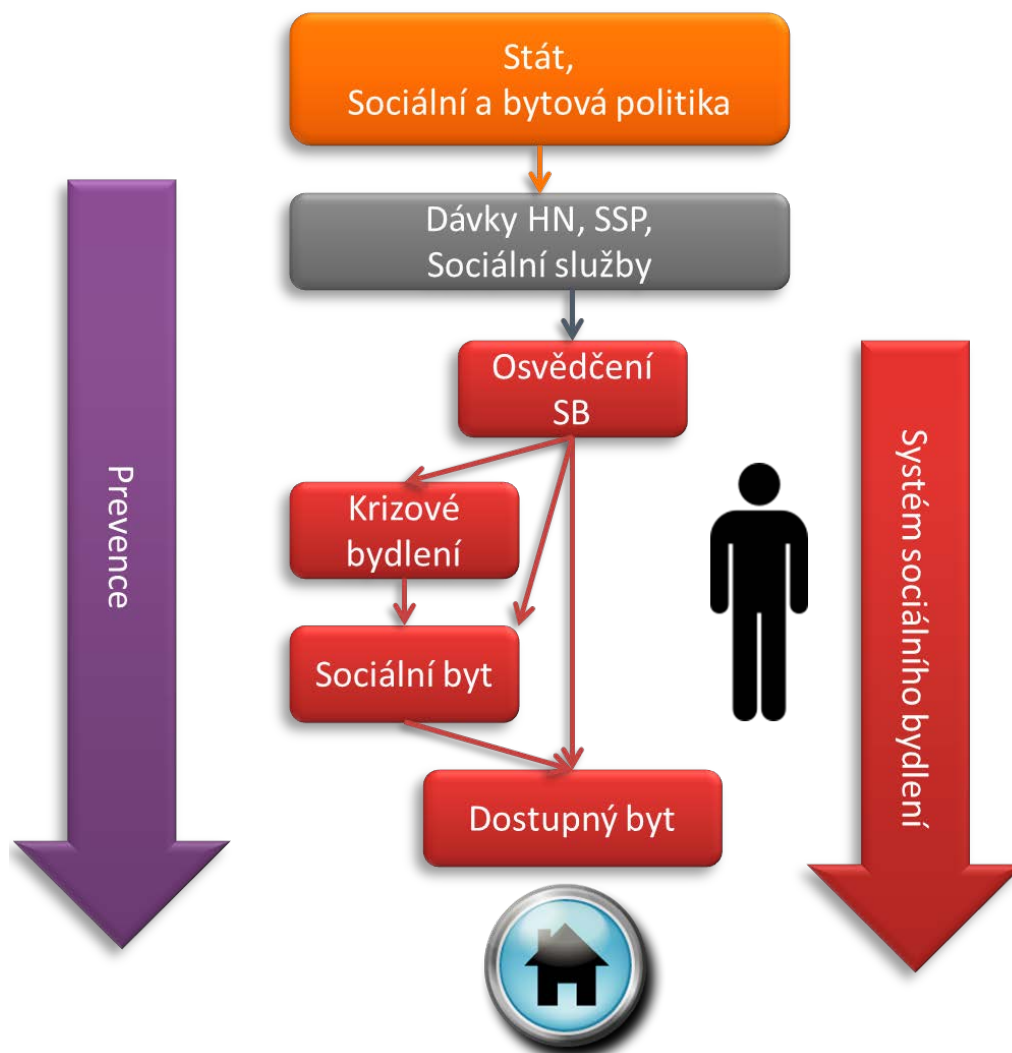 Stát,
Sociální a bytová politika
Dávky HN, SSP,
Sociální služby
Osvědčení
SB
Prevence
Krizové
bydlení
Systém sociálního bydlení
Sociální byt
Dostupný byt